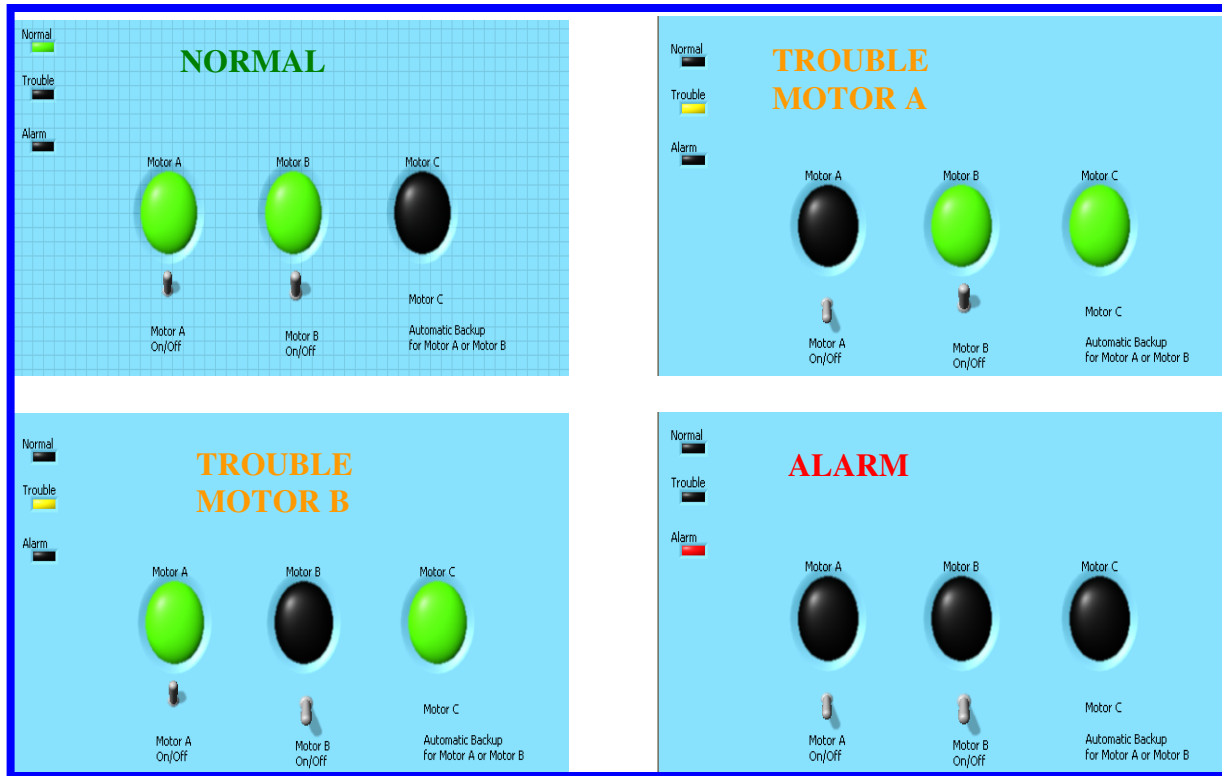 Normal
NORMAL
Trouble
Alarm
Motor A
Motor B
Motor C
Motor C
Motor A
On/Off
Motor B
On/Off
Automatic Backup
for Motor A or Motor B
Normal
TROUBLE
MOTOR A
Trouble
Alarm
Motor A
Motor B
Motor C
Motor C
Motor A
On/Off
Motor B
On/Off
Automatic Backup
for Motor A or Motor B
Normal
TROUBLE
MOTOR B
Trouble
Alarm
Motor A
Motor B
Motor C
Motor C
Motor A
On/Off
Motor B
On/Off
Automatic Backup
for Motor A or Motor B
Normal
ALARM
Trouble
Alarm
Motor A
Motor B
Motor C
Motor C
Motor A
On/Off
Motor B
On/Off
Automatic Backup
for Motor A or Motor B